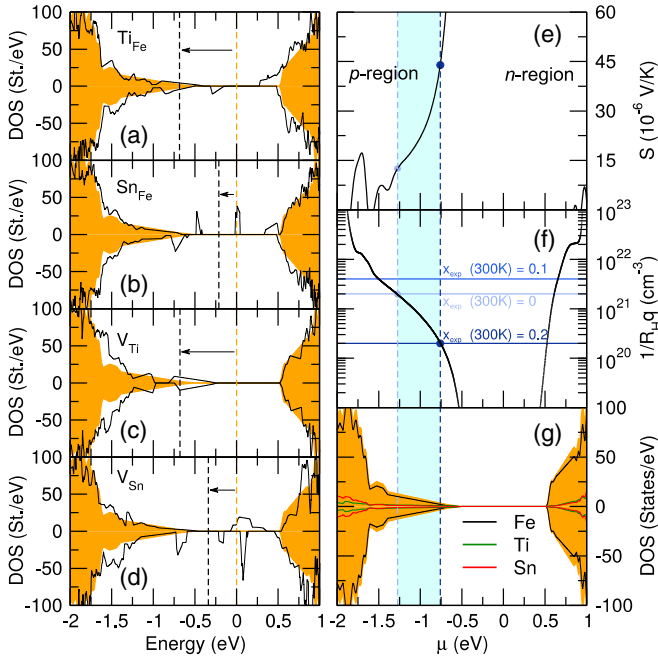 100
50
0
-50
DOS (St./eV)
Ti_Fe
(a)
100
50
0
-50
DOS (St./eV)
Sn_Fe
(b)
50
0
-50
DOS (St./eV)
V_Ti
(c)
100
50
0
-50
-100
DOS (St./eV)
V_Sn
(d)
-2 -1.5 -1 -0.5 0 0.5 1
Energy (eV)
(e)
p-region
n-region
60
45
30
15
S (10^-6 V/K)
(f)
x_exp (300K) = 0.1
x_exp (300K) = 0
x_exp (300K) = 0.2
10^23
10^22
10^21
10^20
1/R_Hq (cm^-3)
(g)
Fe
Ti
Sn
100
50
0
-50
-100
DOS (States/eV)
-2 -1.5 -1 -0.5 0 0.5 1
μ (eV)